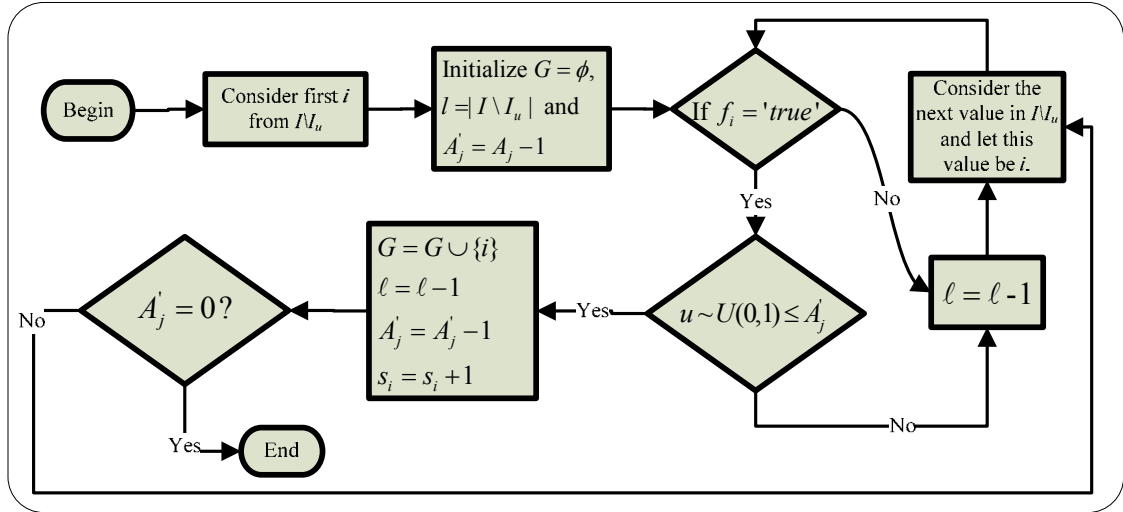 Begin
Consider first i
from I\I_u
Initialize G = ϕ,
l =| I \ I_u | and
A'_j = A_j −1
If f_i = 'true'
Consider the
next value in I\I_u
and let this
value be i.
Yes
No
u ~ U(0,1) ≤ A'_j
ℓ = ℓ -1
Yes
No
G = G ∪ {i}
ℓ = ℓ −1
A'_j = A'_j −1
s_i = s_i +1
A'_j = 0 ?
No
Yes
End